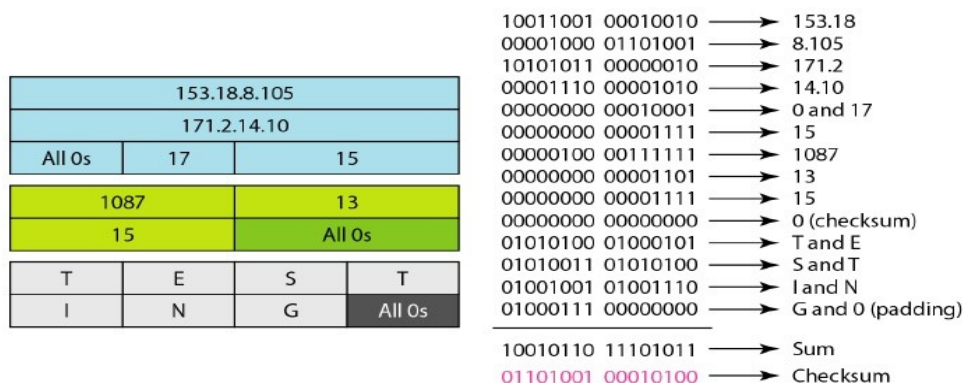 153.18.8.105
171.2.14.10
All 0s 17 15
1087 13
15 All 0s
T E S T
I N G All 0s
10011001 00010010 153.18
00001000 01101001 8.105
10101011 00000010 171.2
00001110 00001010 14.10
00000000 00010001 0 and 17
00000000 00001111 15
00000100 00111111 1087
00000000 00001101 13
00000000 00001111 15
00000000 00000000 0 (checksum)
01010100 01000101 T and E
01010011 01010100 S and T
01001001 01001110 I and N
01000111 00000000 G and 0 (padding)
10010110 11101011 Sum
01101001 00010100 Checksum